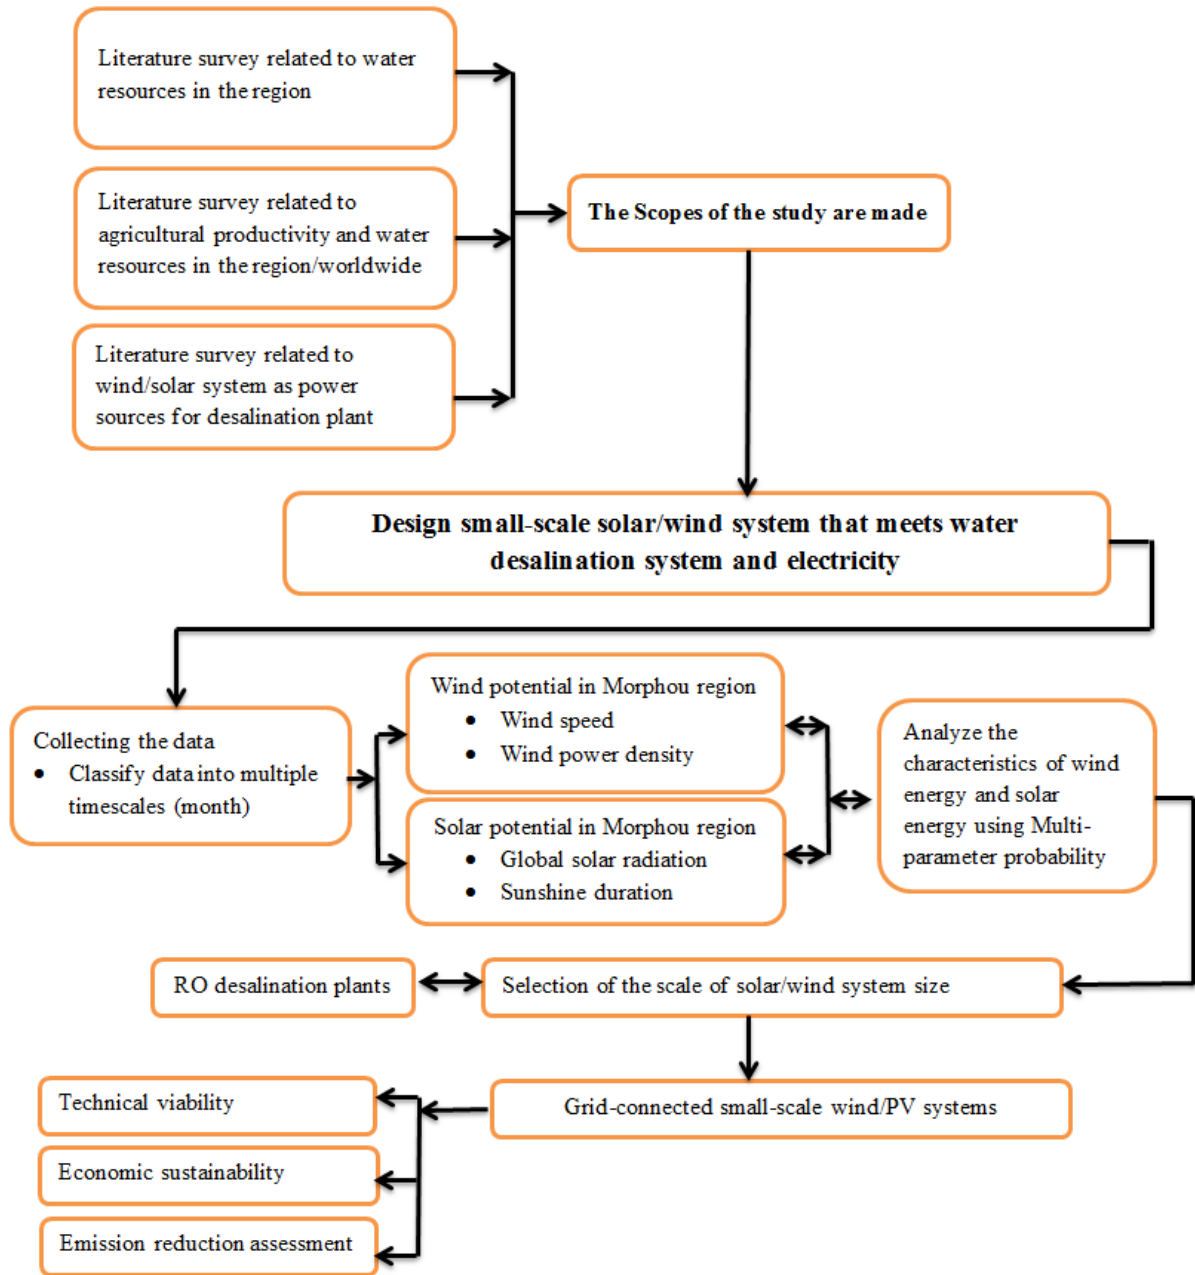 Literature survey related to water
resources in the region
Literature survey related to
agricultural productivity and water
resources in the region/worldwide
Literature survey related to
wind/solar system as power
sources for desalination plant
The Scopes of the study are made
Design small-scale solar/wind system that meets water
desalination system and electricity
Collecting the data
• Classify data into multiple
timescales (month)
Wind potential in Morphou region
• Wind speed
• Wind power density
Solar potential in Morphou region
• Global solar radiation
• Sunshine duration
Analyze the
characteristics of wind
energy and solar
energy using Multi-
parameter probability
RO desalination plants
Selection of the scale of solar/wind system size
Grid-connected small-scale wind/PV systems
Technical viability
Economic sustainability
Emission reduction assessment